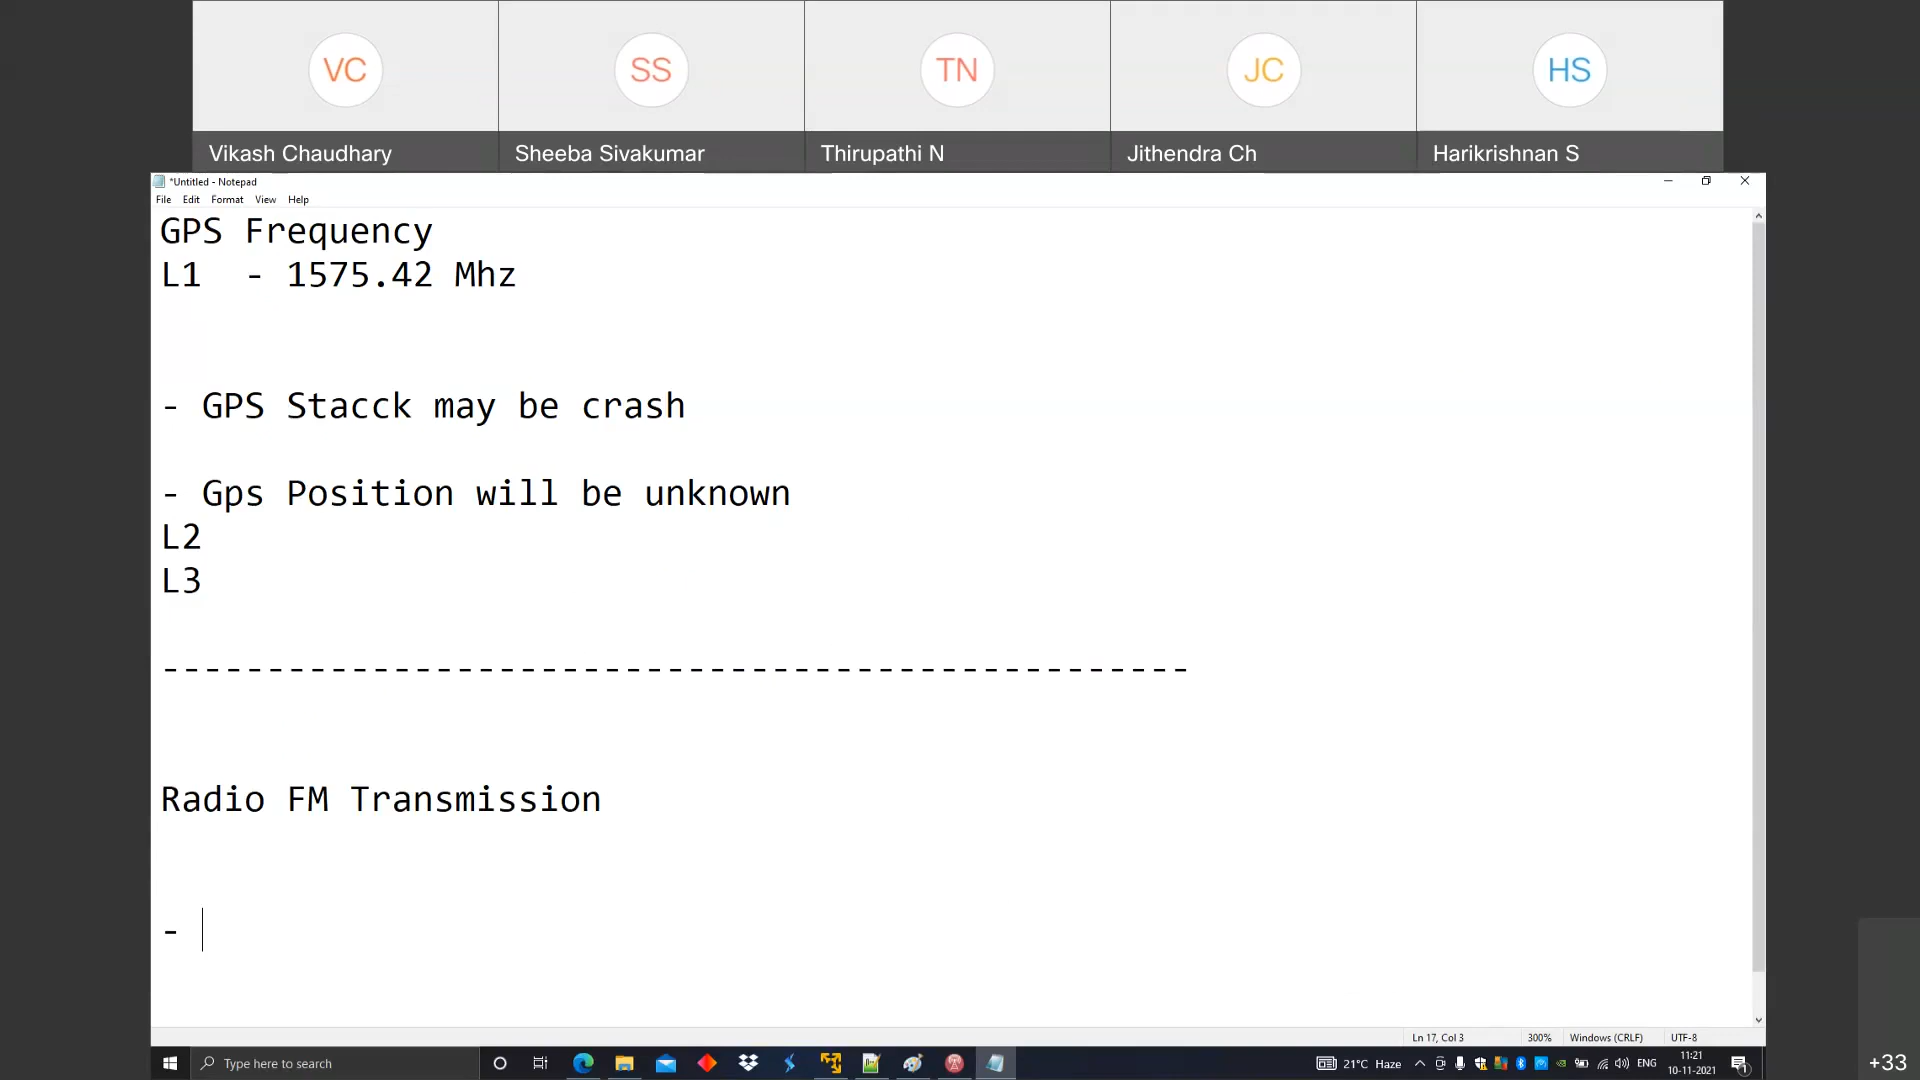 VC
SS
TN
JC
HS
Vikash Chaudhary
Sheeba Sivakumar
Thirupathi N
Jithendra Ch
Harikrishnan S
*Untitled - Notepad
File Edit Format View Help
GPS Frequency
L1 - 1575.42 Mhz
- GPS Stacck may be crash
- Gps Position will be unknown
L2
L3
-------------------------------------------------
Radio FM Transmission
-
Ln 17, Col 3 300% Windows (CRLF) UTF-8
Type here to search
21°C Haze
ENG
11:21
10-11-2021
1
+33